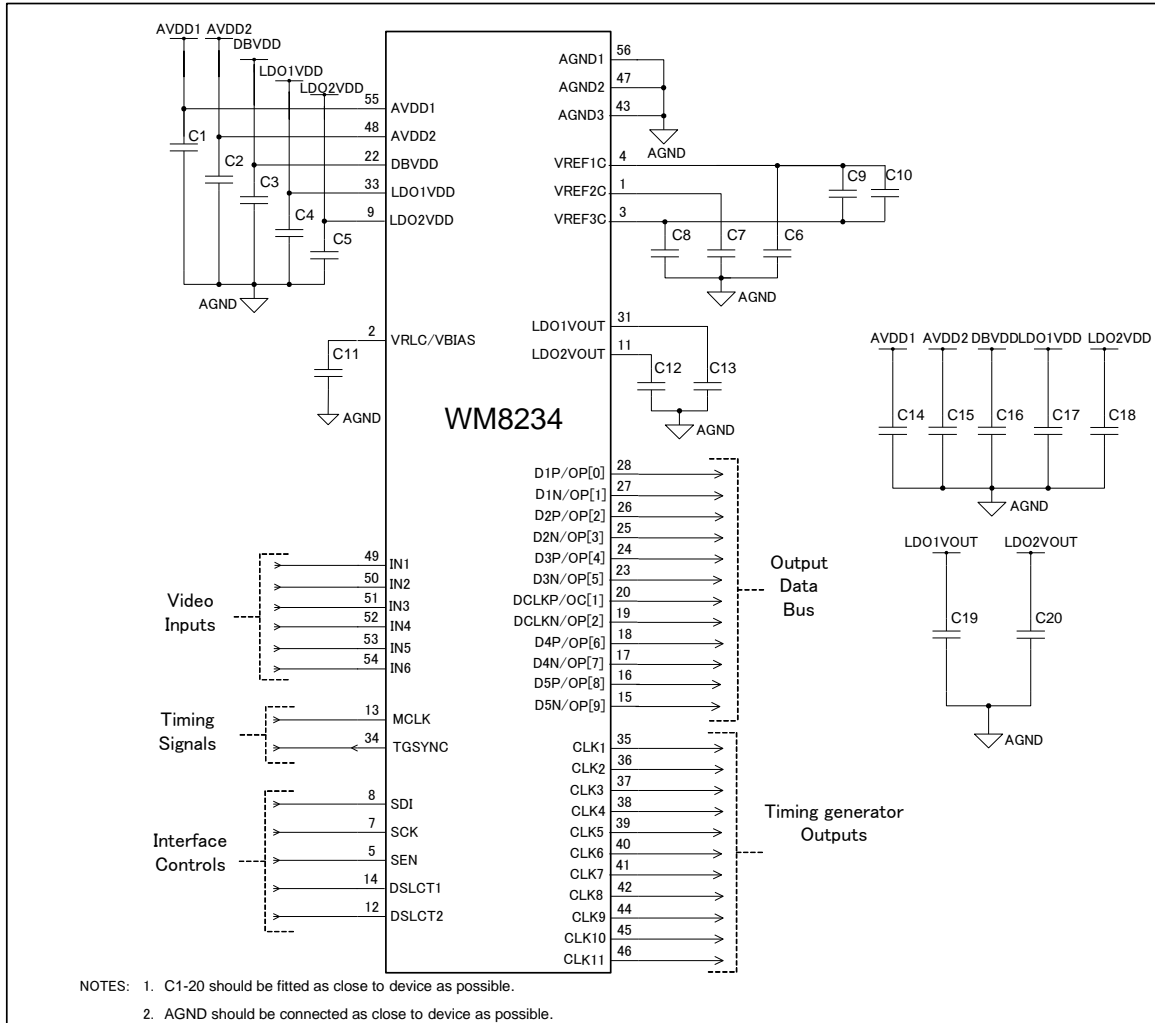 AVDD1 AVDD2
DBVDD
LDO1VDD
LDO2VDD
55 AVDD1
48 AVDD2
22 DBVDD
33 LDO1VDD
9 LDO2VDD
C1
C2
C3
C4
C5
AGND
2 VRLC/VBIAS
C11
AGND
WM8234
AGND1 56
AGND2 47
AGND3 43
AGND
VREF1C 4
VREF2C 1
VREF3C 3
C9 C10
C8 C7 C6
AGND
LDO1VOUT 31
LDO2VOUT 11
C12 C13
AGND
AVDD1 AVDD2 DBVDD LDO1VDD LDO2VDD
C14 C15 C16 C17 C18
AGND
LDO1VOUT LDO2VOUT
C19 C20
AGND
Video
Inputs
49 IN1
50 IN2
51 IN3
52 IN4
53 IN5
54 IN6
Timing
Signals
13 MCLK
34 TGSYNC
Interface
Controls
8 SDI
7 SCK
5 SEN
14 DSLCT1
12 DSLCT2
D1P/OP[0] 28
D1N/OP[1] 27
D2P/OP[2] 26
D2N/OP[3] 25
D3P/OP[4] 24
D3N/OP[5] 23
DCLKP/OC[1] 20
DCLKN/OP[2] 19
D4P/OP[6] 18
D4N/OP[7] 17
D5P/OP[8] 16
D5N/OP[9] 15
Output
Data
Bus
CLK1 35
CLK2 36
CLK3 37
CLK4 38
CLK5 39
CLK6 40
CLK7 41
CLK8 42
CLK9 44
CLK10 45
CLK11 46
Timing generator
Outputs
NOTES: 1. C1-20 should be fitted as close to device as possible.
2. AGND should be connected as close to device as possible.